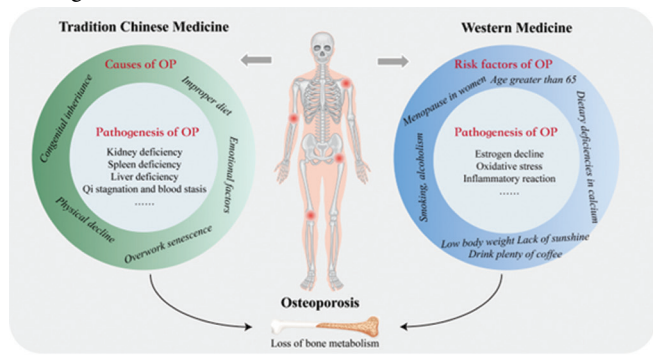 Tradition Chinese Medicine
Causes of OP
Congenital inheritance
Improper diet
Emotional factors
Overwork senescence
Physical decline
Pathogenesis of OP
Kidney deficiency
Spleen deficiency
Liver deficiency
Qi stagnation and blood stasis
......
Western Medicine
Risk factors of OP
Menopause in women
Age greater than 65
Dietary deficiencies in calcium
Smoking, alcoholism
Low body weight Lack of sunshine
Drink plenty of coffee
Pathogenesis of OP
Estrogen decline
Oxidative stress
Inflammatory reaction
......
Osteoporosis
Loss of bone metabolism